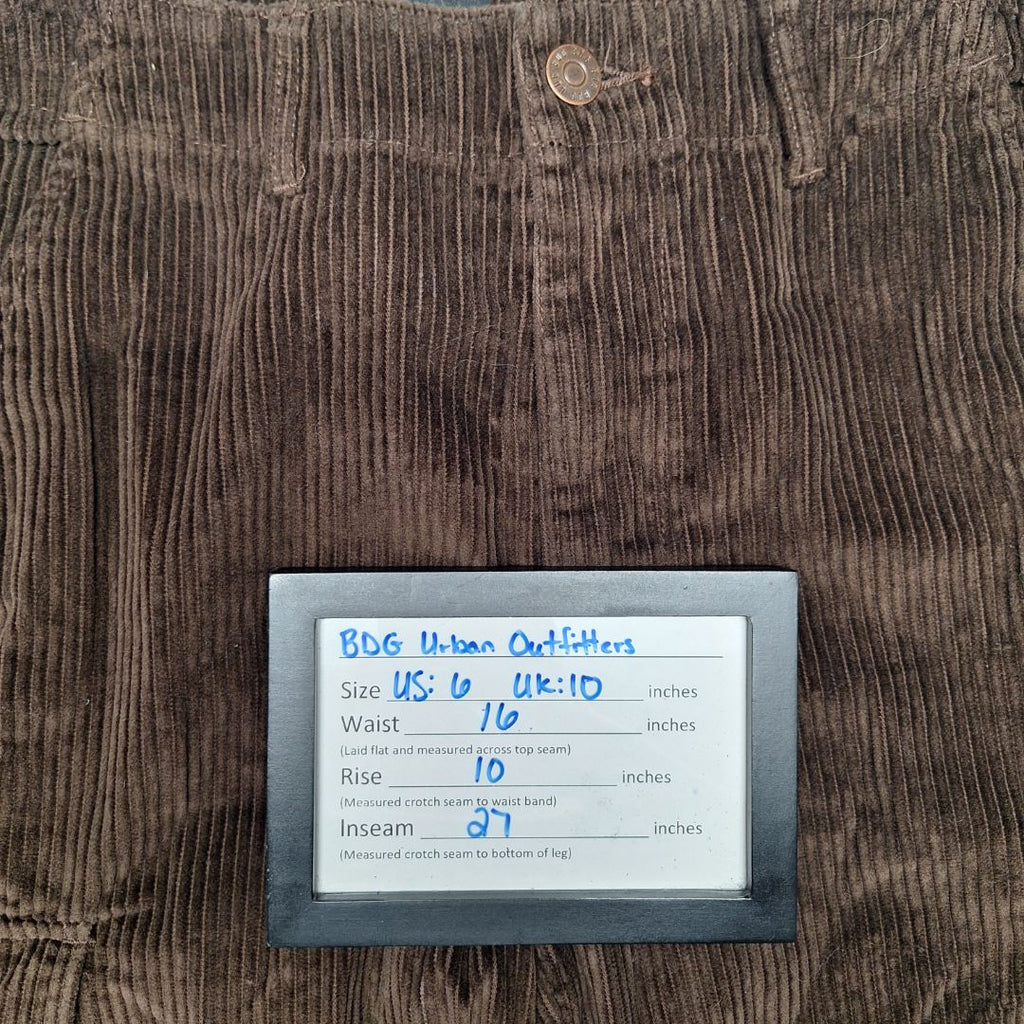 BDG Urban Outfitters
Size US: 6 UK: 10 inches
Waist 16 inches
(Laid flat and measured across top seam)
Rise 10 inches
(Measured crotch seam to waist band)
Inseam 27 inches
(Measured crotch seam to bottom of leg)